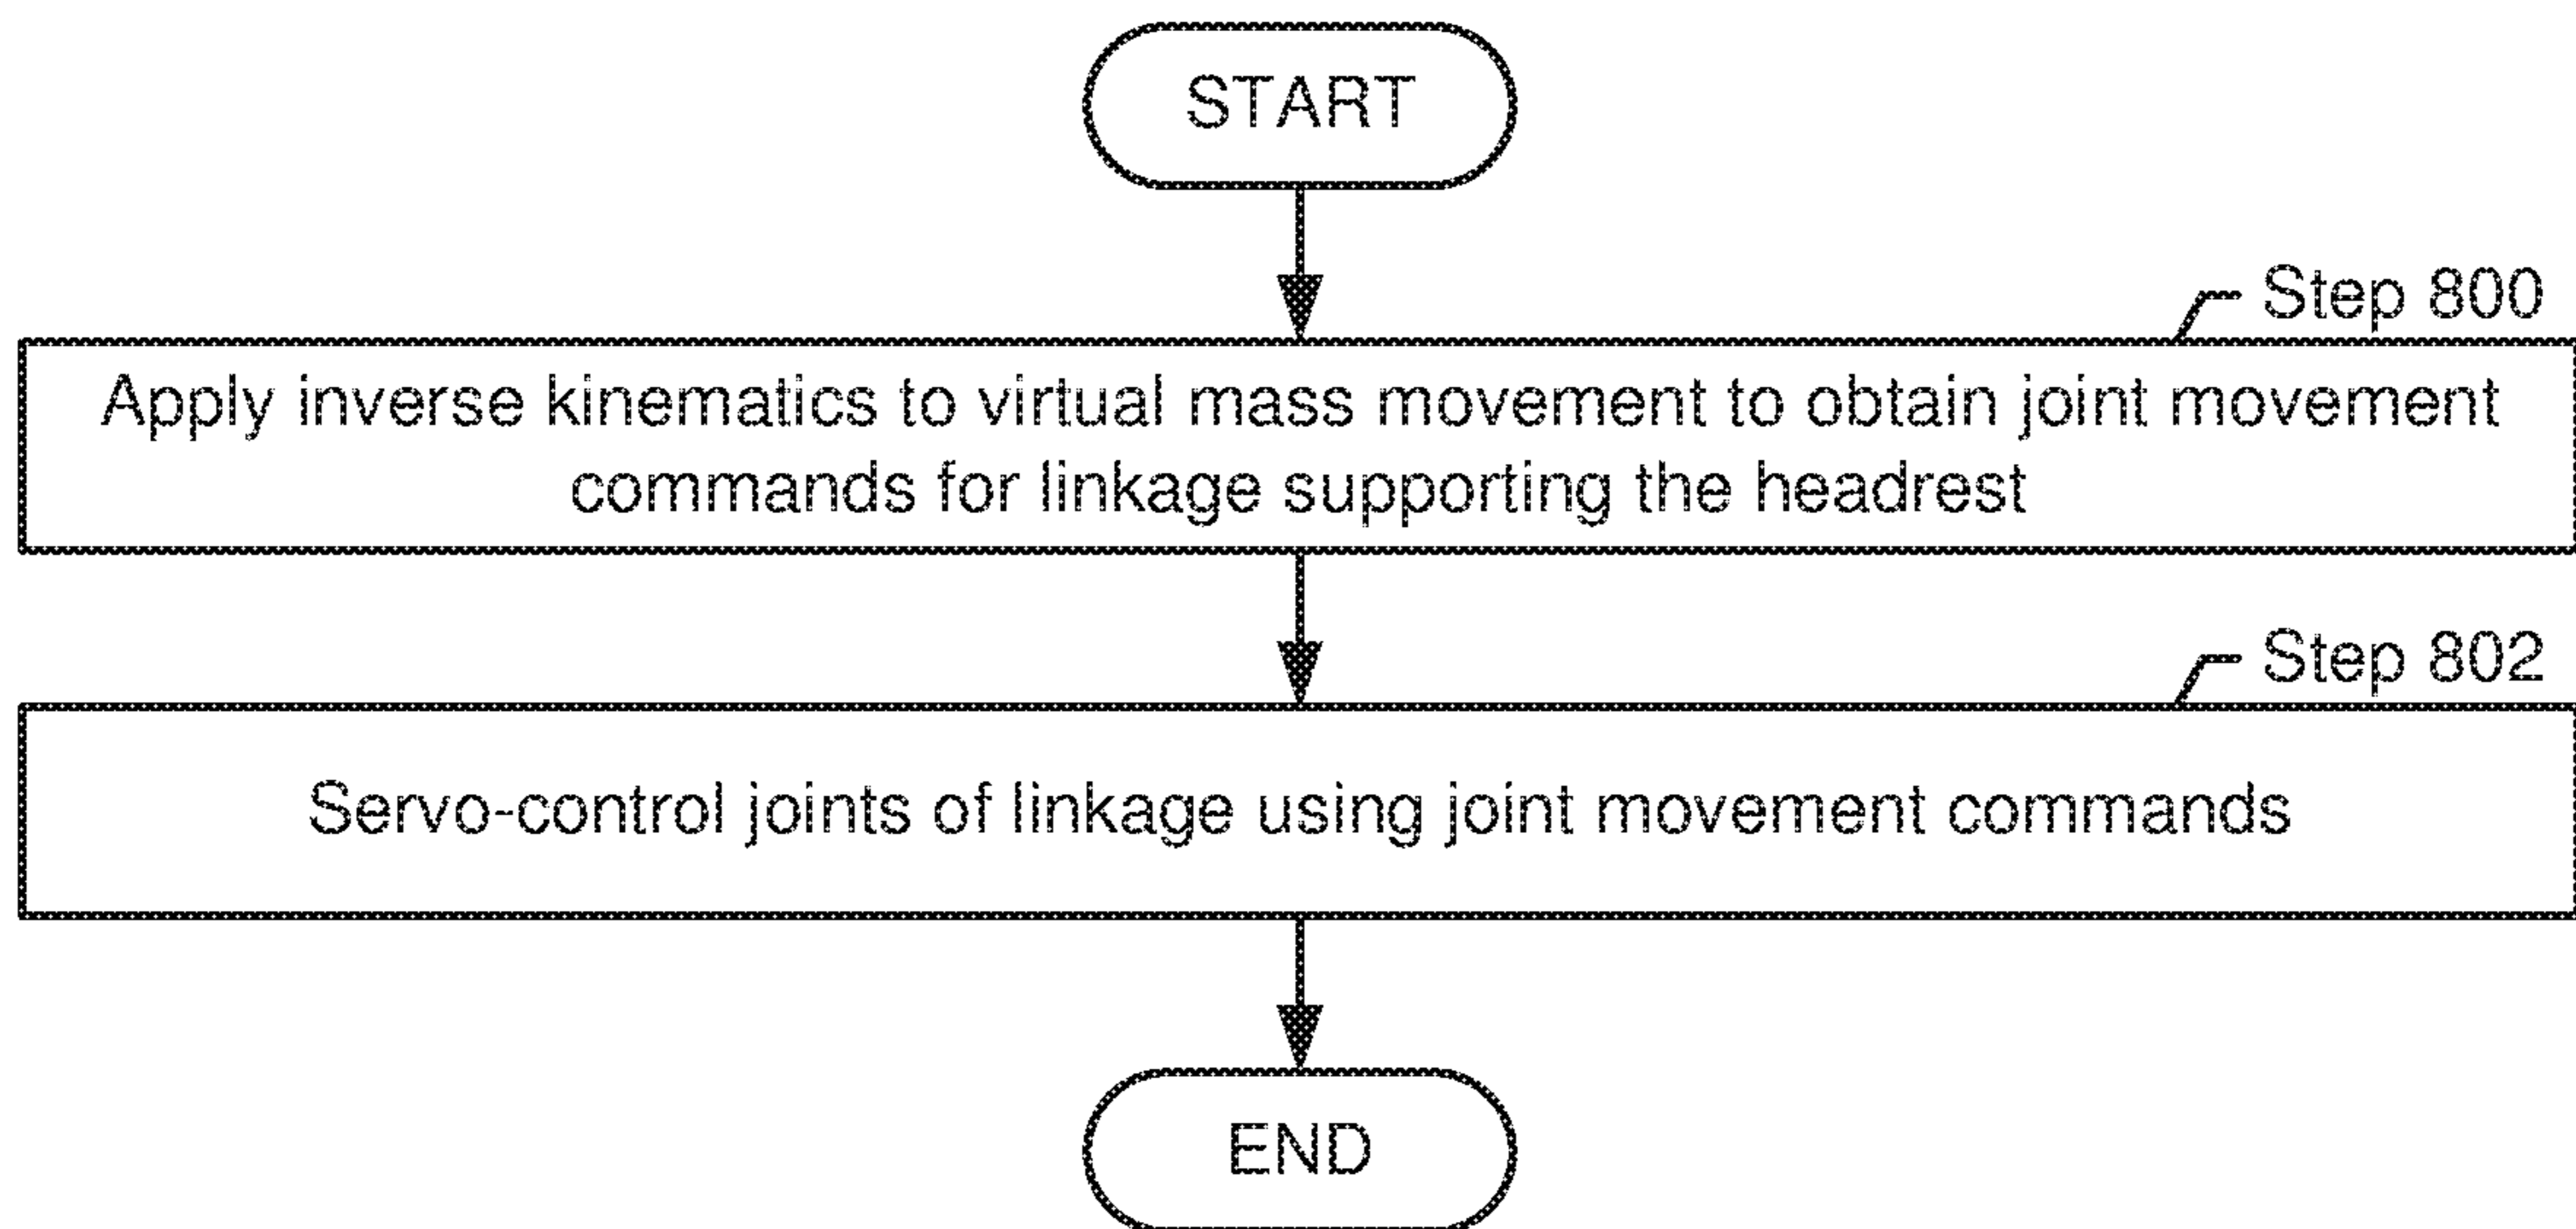 START
Step 800
Apply inverse kinematics to virtual mass movement to obtain joint movement
commands for linkage supporting the headrest
Step 802
Servo-control joints of linkage using joint movement commands
END